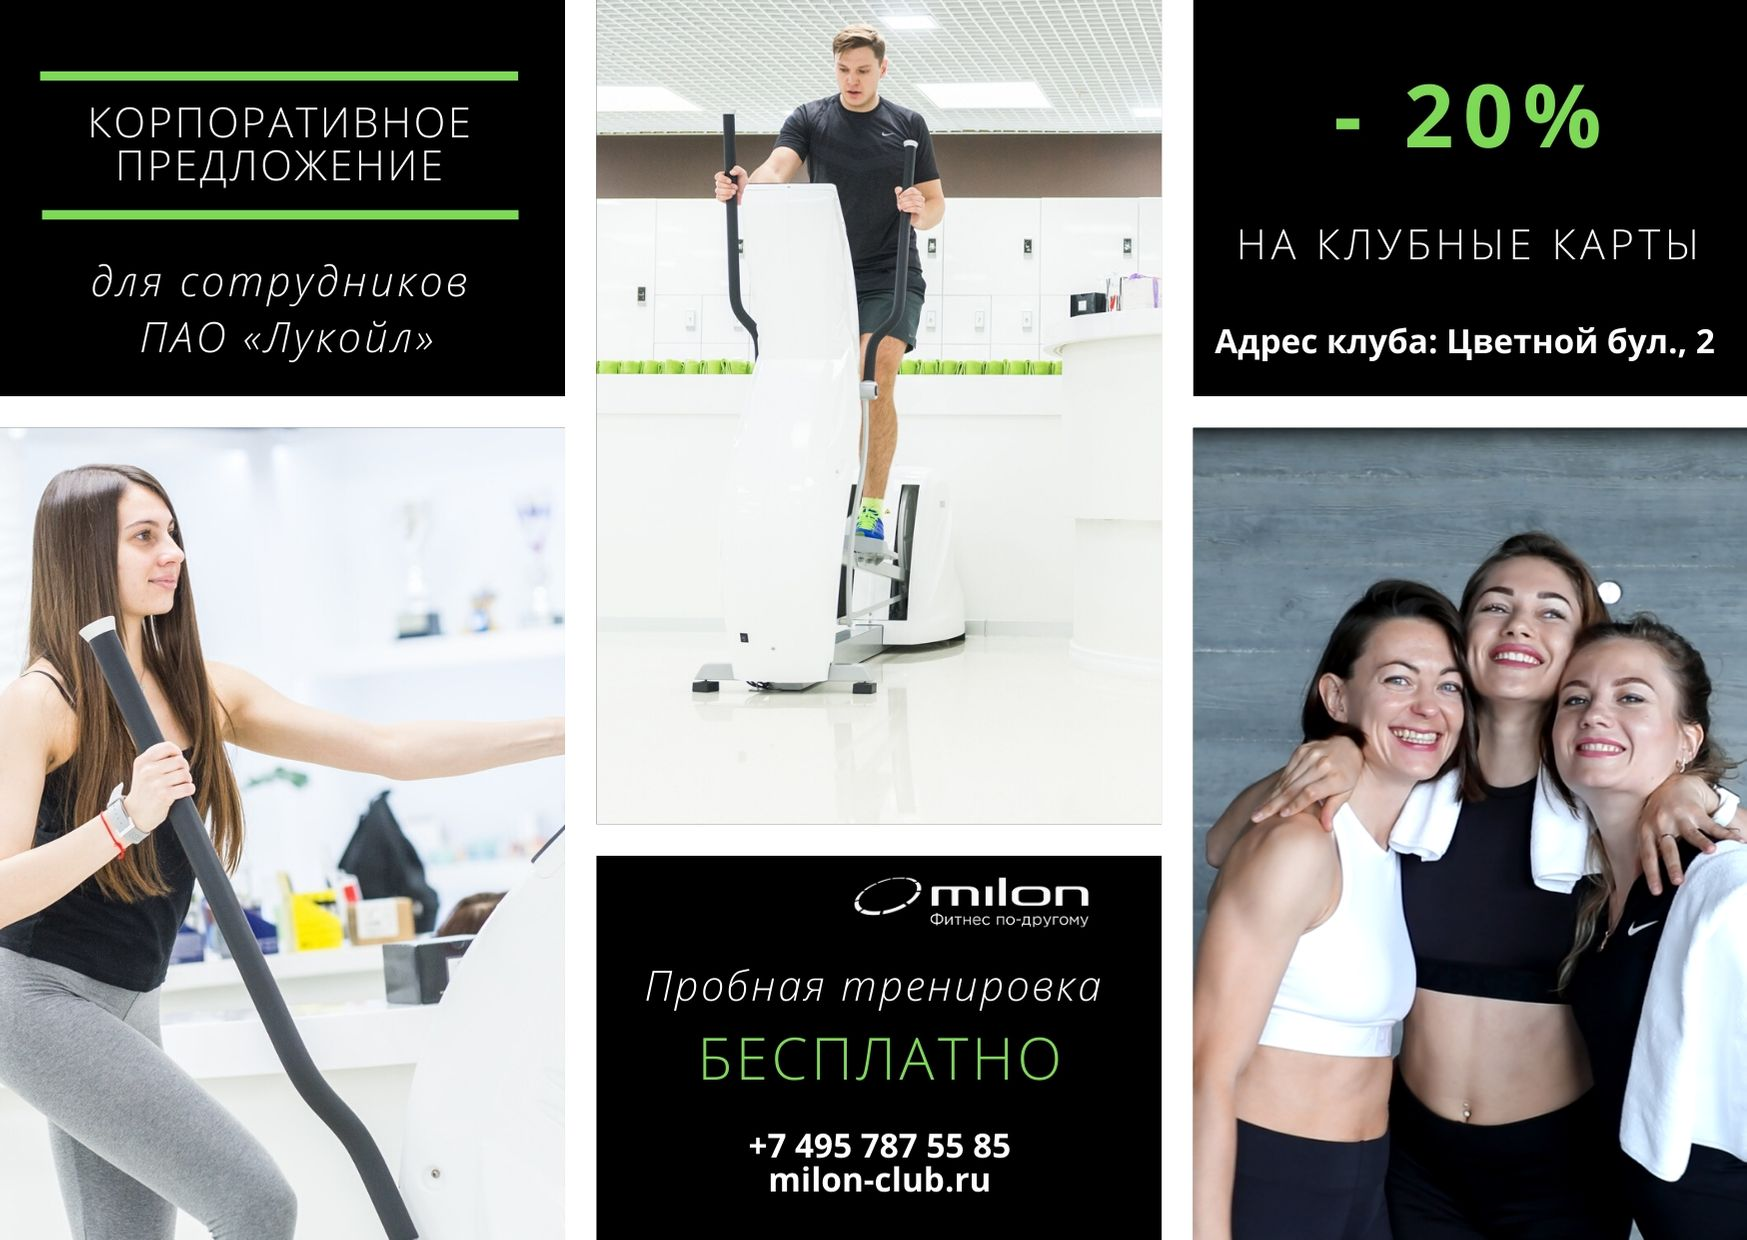 КОРПОРАТИВНОЕ
ПРЕДЛОЖЕНИЕ
для сотрудников
ПАО «Лукойл»
- 20%
НА КЛУБНЫЕ КАРТЫ
Адрес клуба: Цветной бул., 2
milon
Фитнес по-другому
Пробная тренировка
БЕСПЛАТНО
+7 495 787 55 85
milon-club.ru